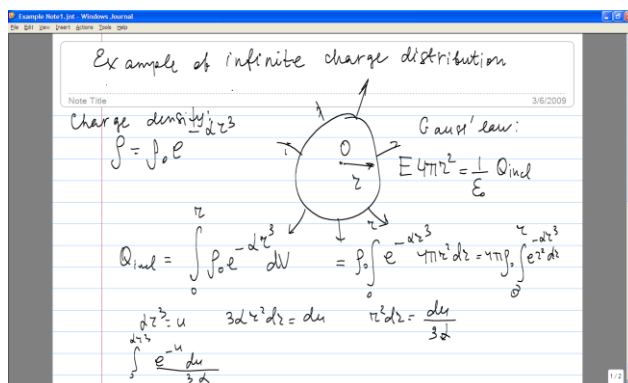 Example Note1.jnt - Windows Journal
File Edit View Insert Actions Tools Help
Example of infinite charge distribution
Note Title
3/6/2009
Charge density:
ρ = ρ₀ e^{-αr³}
Gauss' law:
O
r
E 4πr² = 1/ε₀ Q_incl
Q_incl = ∫₀^r ρ₀ e^{-αr³} dV = ρ₀ ∫₀^r e^{-αr³} 4πr² dr = 4πρ₀ ∫₀^r e^{-αr³} r² dr
αr³ = u 3αr² dr = du r² dr = du/3α
∫₀^{αr³} e^{-u} du/3α
1/2